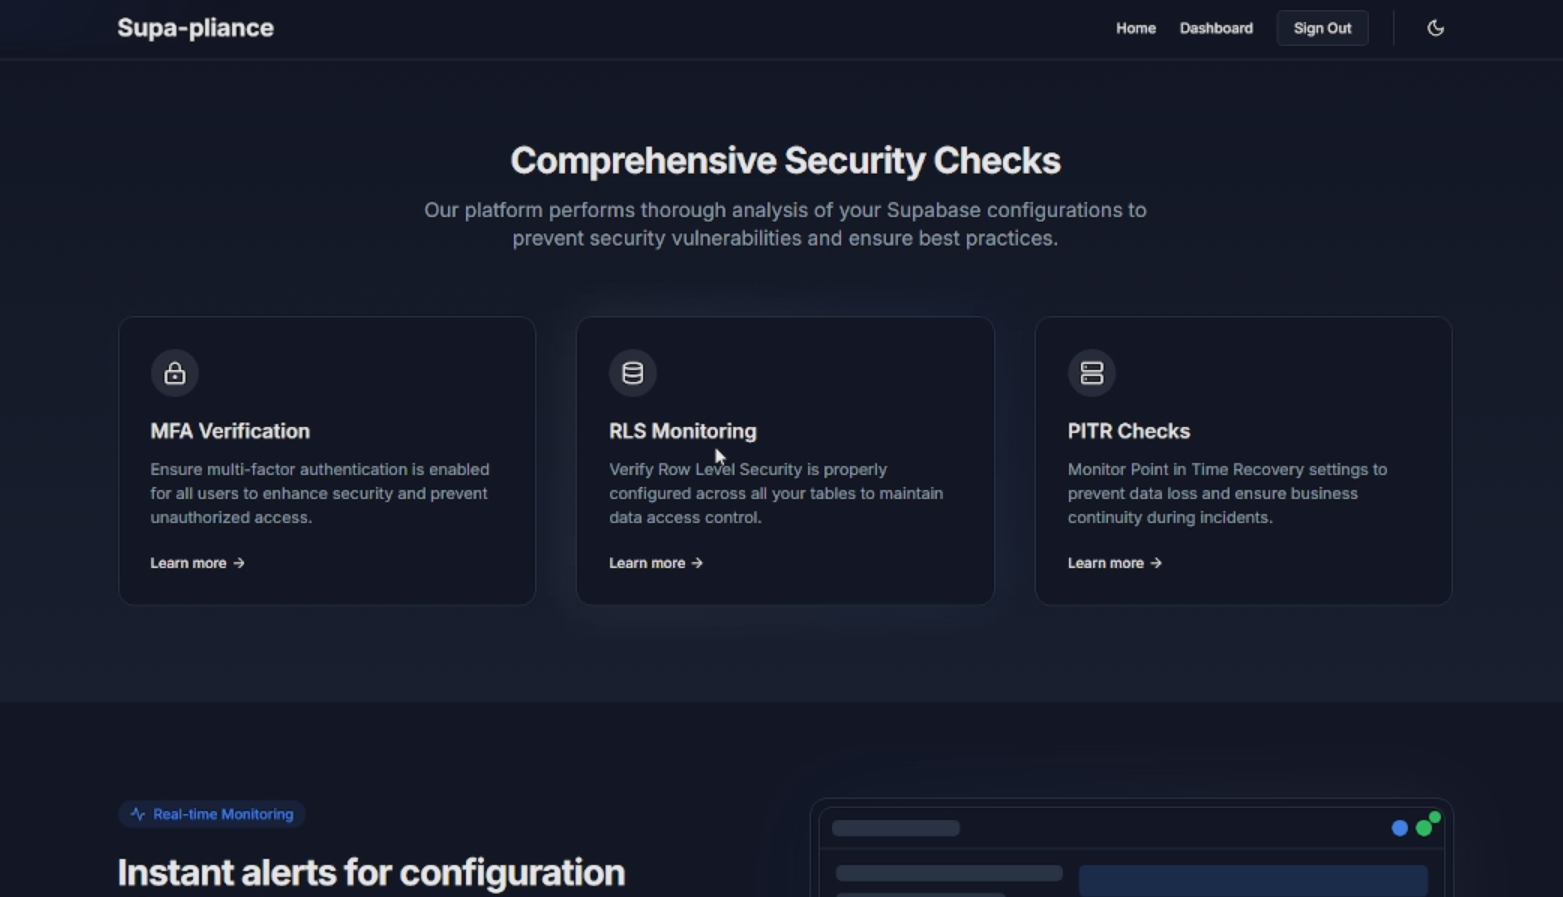 Supa-pliance
Home
Dashboard
Sign Out
Comprehensive Security Checks
Our platform performs thorough analysis of your Supabase configurations to
prevent security vulnerabilities and ensure best practices.
MFA Verification
Ensure multi-factor authentication is enabled
for all users to enhance security and prevent
unauthorized access.
Learn more →
RLS Monitoring
Verify Row Level Security is properly
configured across all your tables to maintain
data access control.
Learn more →
PITR Checks
Monitor Point in Time Recovery settings to
prevent data loss and ensure business
continuity during incidents.
Learn more →
Real-time Monitoring
Instant alerts for configuration